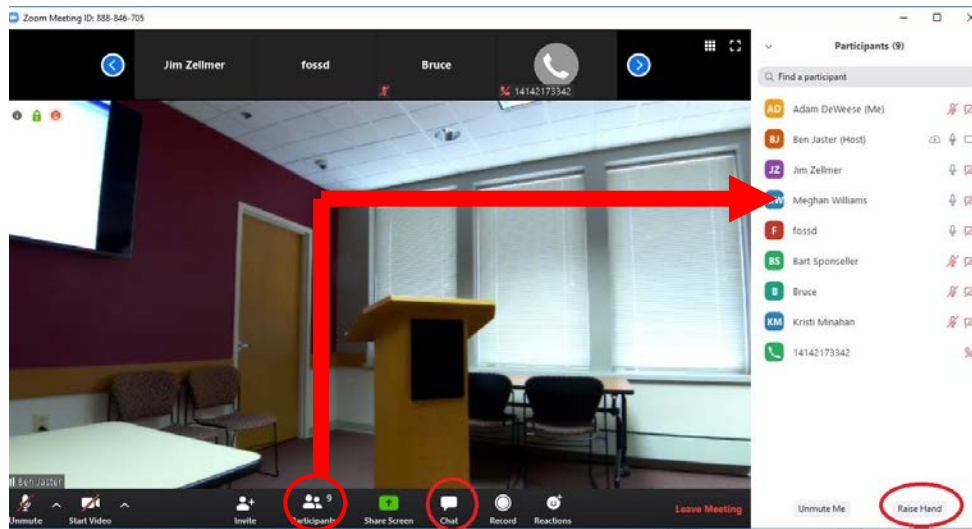 Zoom Meeting ID: 888-846-705
Participants (9)
Jim Zellmer
fossd
Bruce
14142173342
Find a participant
AD Adam DeWeese (Me)
BJ Ben Jaster (Host)
JZ Jim Zellmer
Meghan Williams
F fossd
BS Bart Sponseller
B Bruce
KM Kristi Minahan
14142173342
Ben Jaster
9
Unmute
Start Video
Invite
Participants
Share Screen
Chat
Record
Reactions
Leave Meeting
Unmute Me
Raise Hand